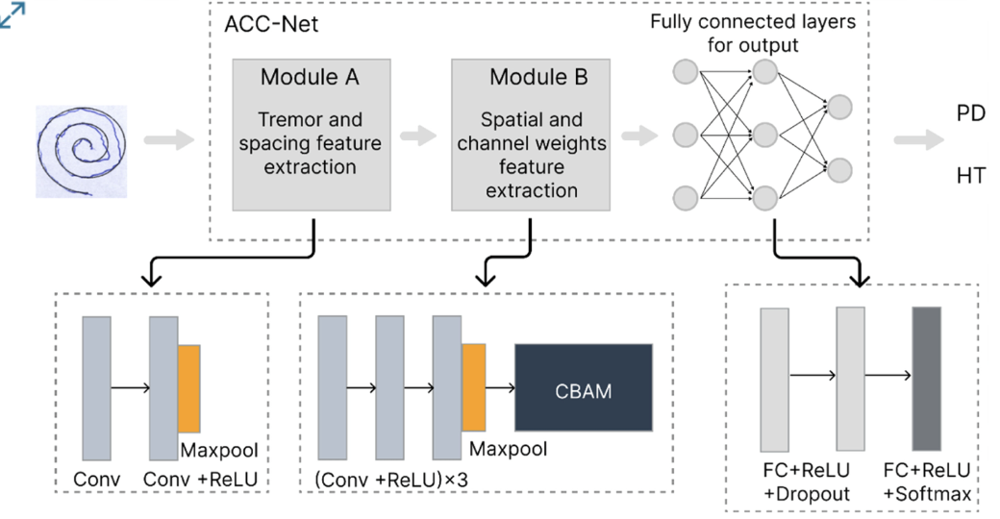 ACC-Net
Fully connected layers
for output
Module A
Tremor and
spacing feature
extraction
Module B
Spatial and
channel weights
feature
extraction
PD
HT
Maxpool
Conv
Conv +ReLU
CBAM
Maxpool
(Conv +ReLU)×3
FC+ReLU
+Dropout
FC+ReLU
+Softmax